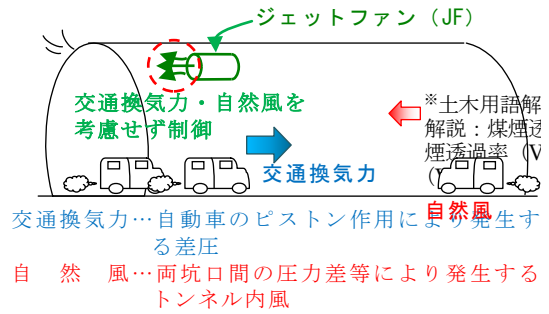 ジェットファン（JF）
交通換気力・自然風を
考慮せず制御
※土木用語解
解説：煤煙透
煙透過率（V
（
交通換気力
自然風
交通換気力…自動車のピストン作用により発生す
る差圧
自　然　風…両坑口間の圧力差等により発生する
トンネル内風